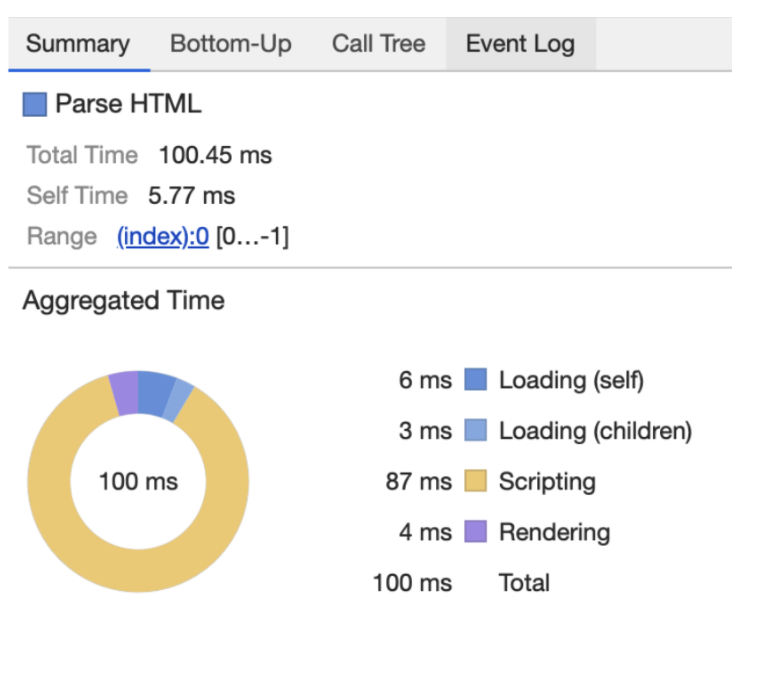 Summary Bottom-Up Call Tree Event Log
Parse HTML
Total Time 100.45 ms
Self Time 5.77 ms
Range (index):0 [0…-1]
Aggregated Time
6 ms Loading (self)
3 ms Loading (children)
100 ms
87 ms Scripting
4 ms Rendering
100 ms Total